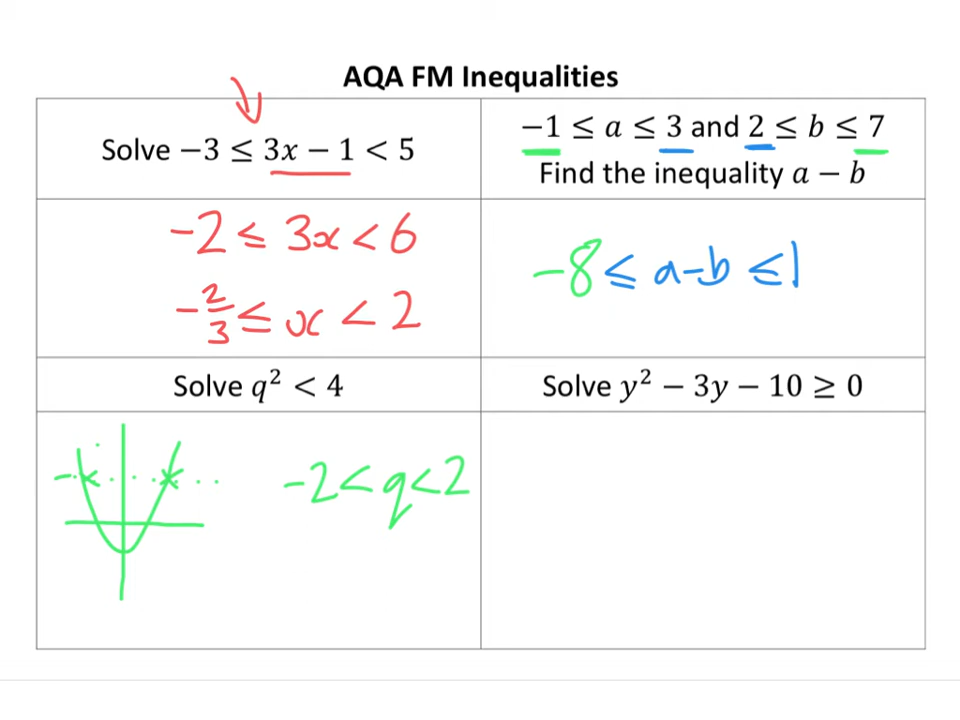 AQA FM Inequalities
Solve −3 ≤ 3x − 1 < 5
−1 ≤ a ≤ 3 and 2 ≤ b ≤ 7
Find the inequality a − b
-2 ≤ 3x < 6
-2/3 ≤ x < 2
-8 ≤ a-b ≤ 1
Solve q² < 4
Solve y² − 3y − 10 ≥ 0
-2 < q < 2